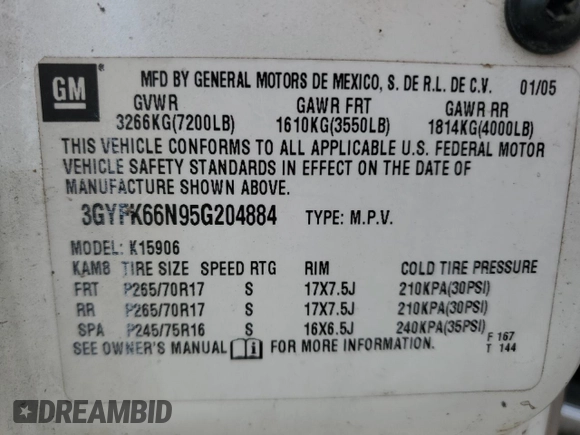 GM
MFD BY GENERAL MOTORS DE MEXICO, S. DE R.L. DE C.V. 01/05
GVWR GAWR FRT GAWR RR
3266KG(7200LB) 1610KG(3550LB) 1814KG(4000LB)
THIS VEHICLE CONFORMS TO ALL APPLICABLE U.S. FEDERAL MOTOR
VEHICLE SAFETY STANDARDS IN EFFECT ON THE DATE OF
MANUFACTURE SHOWN ABOVE.
3GYFK66N95G204884 TYPE: M.P.V.
MODEL: K15906
KAM8 TIRE SIZE SPEED RTG RIM COLD TIRE PRESSURE
FRT P265/70R17 S 17X7.5J 210KPA(30PSI)
RR P265/70R17 S 17X7.5J 210KPA(30PSI)
SPA P245/75R16 S 16X6.5J 240KPA(35PSI)
SEE OWNER'S MANUAL FOR MORE INFORMATION. F 167
T 144
DREAMBID